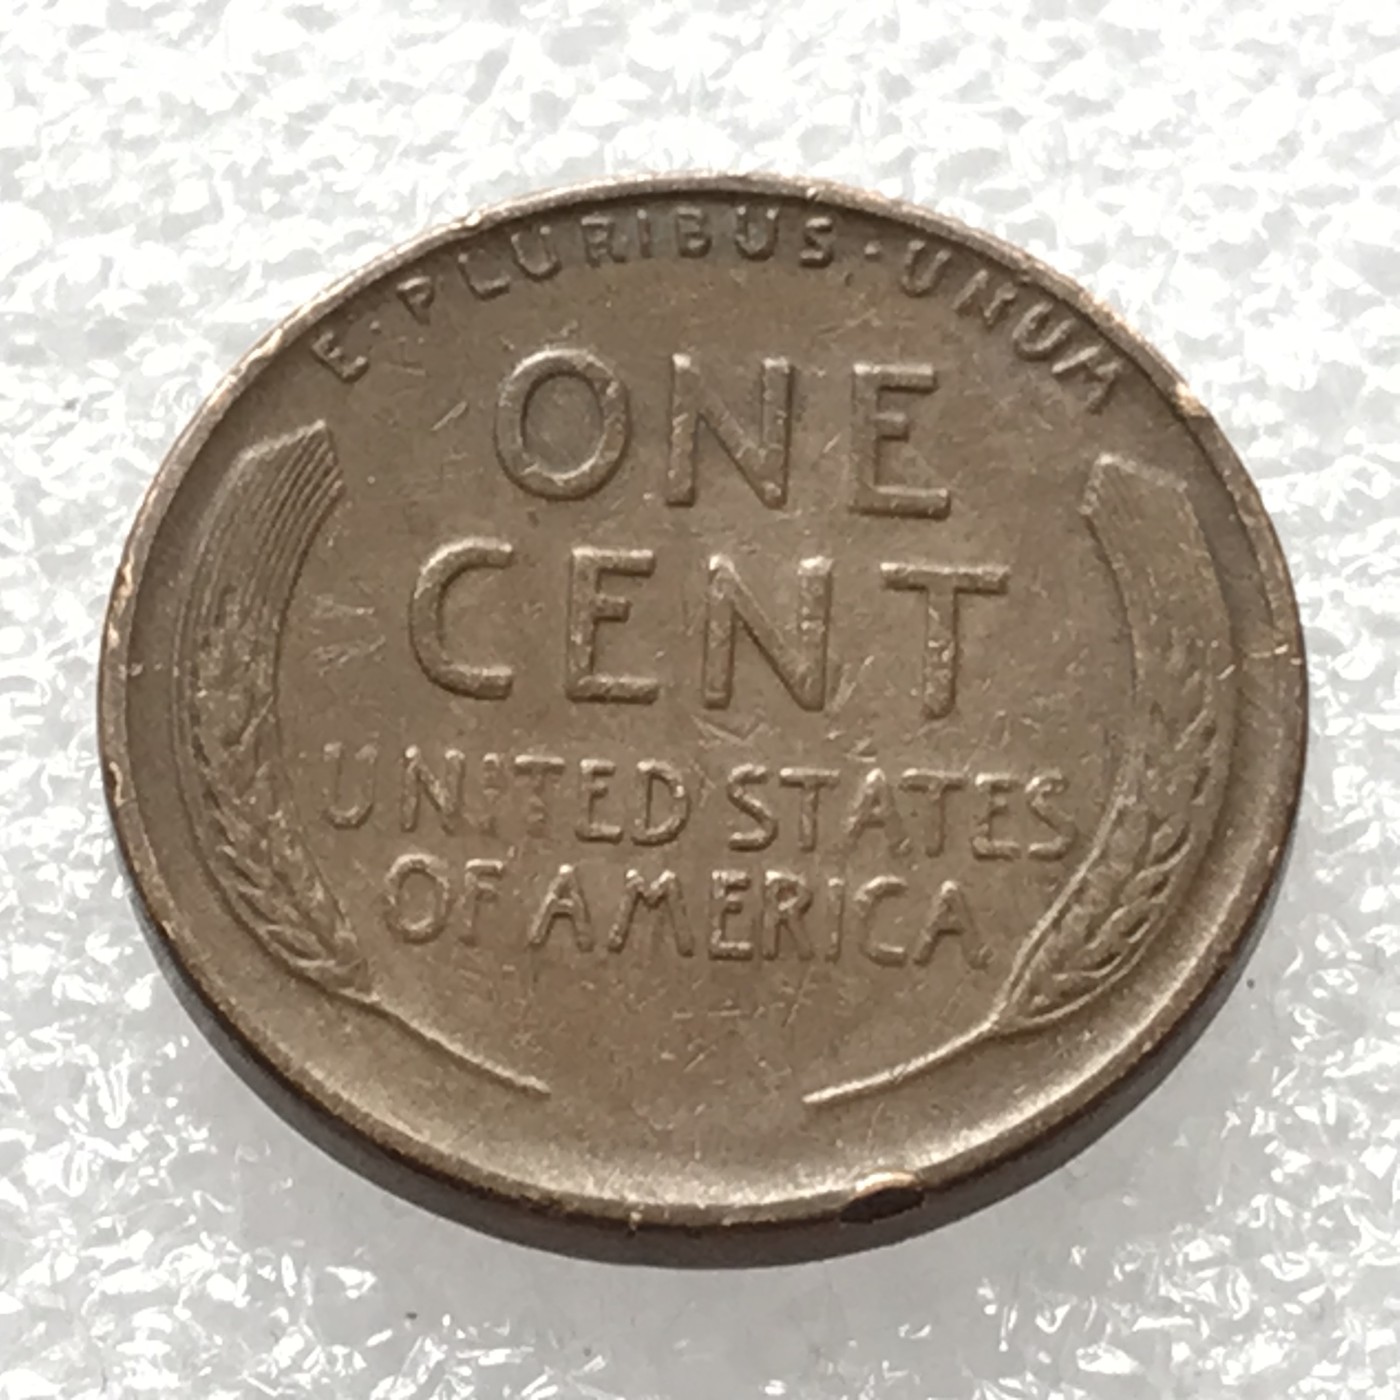 E·PLURIBUS·UNUM
ONE
CENT
UNITED STATES
OF AMERICA